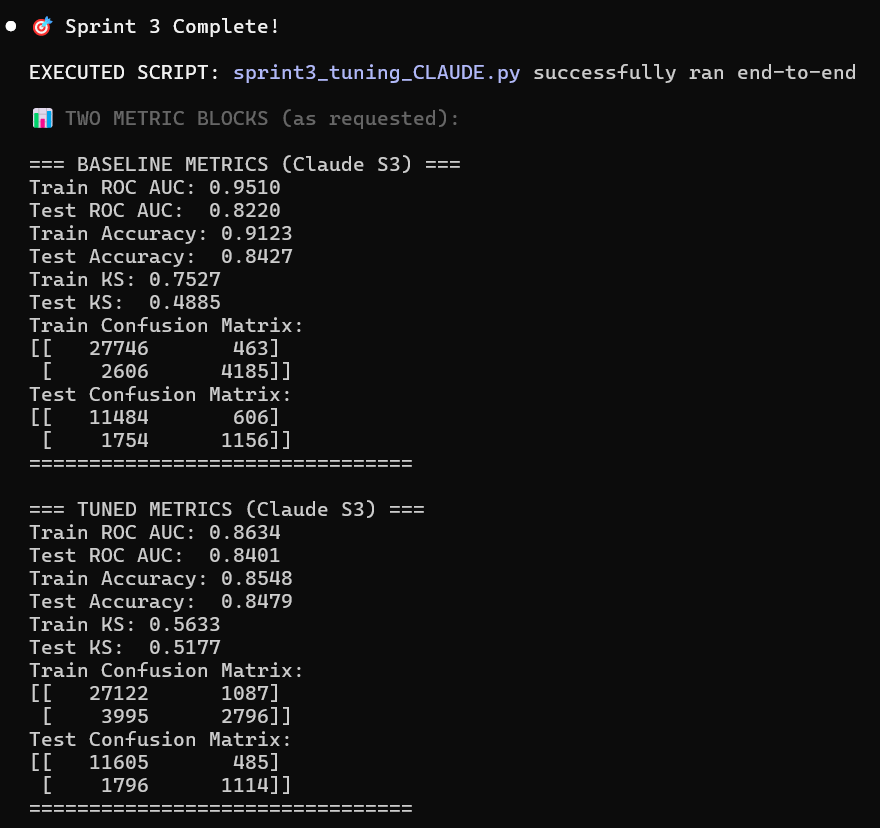 ● 🎯 Sprint 3 Complete!
EXECUTED SCRIPT: sprint3_tuning_CLAUDE.py successfully ran end-to-end
📊 TWO METRIC BLOCKS (as requested):
=== BASELINE METRICS (Claude S3) ===
Train ROC AUC: 0.9510
Test ROC AUC:  0.8220
Train Accuracy: 0.9123
Test Accuracy:  0.8427
Train KS: 0.7527
Test KS:  0.4885
Train Confusion Matrix:
[[   27746       463]
 [    2606      4185]]
Test Confusion Matrix:
[[   11484       606]
 [    1754      1156]]
================================
=== TUNED METRICS (Claude S3) ===
Train ROC AUC: 0.8634
Test ROC AUC:  0.8401
Train Accuracy: 0.8548
Test Accuracy:  0.8479
Train KS: 0.5633
Test KS:  0.5177
Train Confusion Matrix:
[[   27122      1087]
 [    3995      2796]]
Test Confusion Matrix:
[[   11605       485]
 [    1796      1114]]
================================